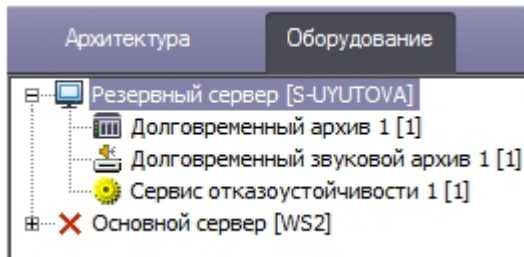 Архитектура
Оборудование
Резервный сервер [S-UYUTOVA]
Долговременный архив 1 [1]
Долговременный звуковой архив 1 [1]
Сервис отказоустойчивости 1 [1]
Основной сервер [WS2]